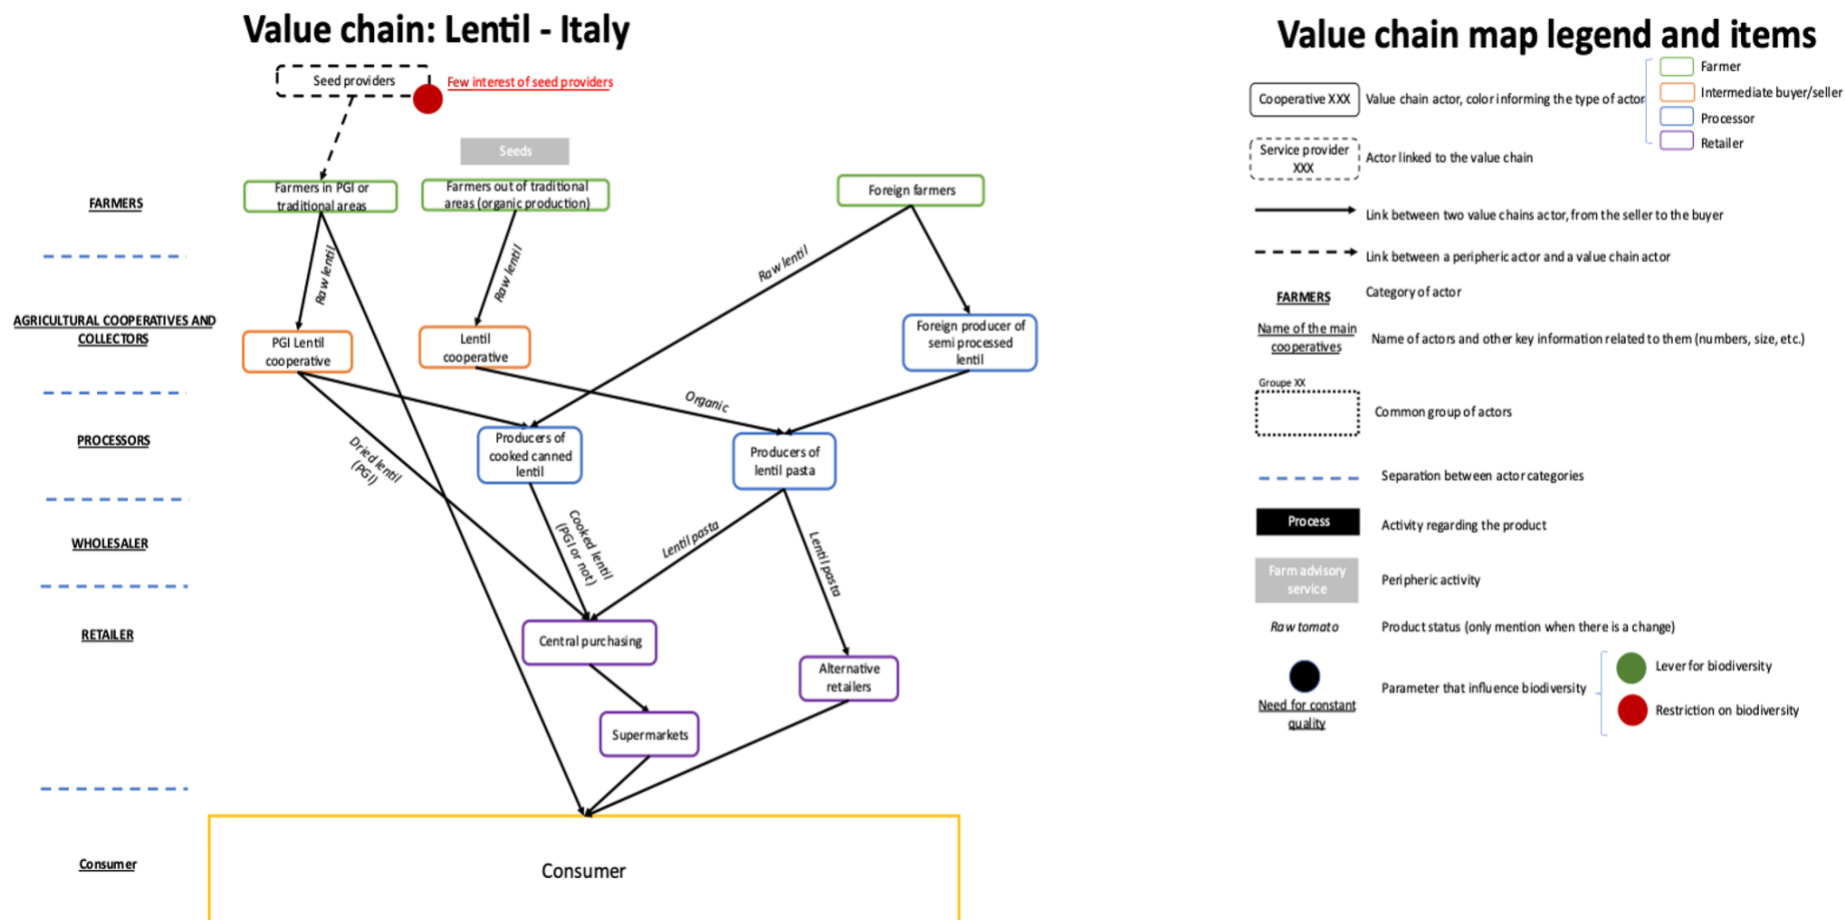 Value chain: Lentil - Italy
Seed providers
Few interest of seed providers
Seeds
FARMERS
Farmers in PGI or
traditional areas
Farmers out of traditional
areas (organic production)
Foreign farmers
Raw lentil
Raw lentil
Raw lentil
AGRICULTURAL COOPERATIVES AND
COLLECTORS
PGI Lentil
cooperative
Lentil
cooperative
Foreign producer of
semi processed
lentil
Organic
PROCESSORS
Dried lentil
(PGI)
Producers of
cooked canned
lentil
Producers of
lentil pasta
WHOLESALER
Cooked lentil
(PGI or not)
Lentil pasta
Lentil pasta
RETAILER
Central purchasing
Alternative
retailers
Supermarkets
Consumer
Consumer
Value chain map legend and items
Cooperative XXX
Value chain actor, color informing the type of actor
Farmer
Intermediate buyer/seller
Processor
Retailer
Service provider
XXX
Actor linked to the value chain
Link between two value chains actor, from the seller to the buyer
Link between a peripheric actor and a value chain actor
FARMERS
Category of actor
Name of the main
cooperatives
Name of actors and other key information related to them (numbers, size, etc.)
Groupe XX
Common group of actors
Separation between actor categories
Process
Activity regarding the product
Farm advisory
service
Peripheric activity
Raw tomato
Product status (only mention when there is a change)
Need for constant
quality
Parameter that influence biodiversity
Lever for biodiversity
Restriction on biodiversity